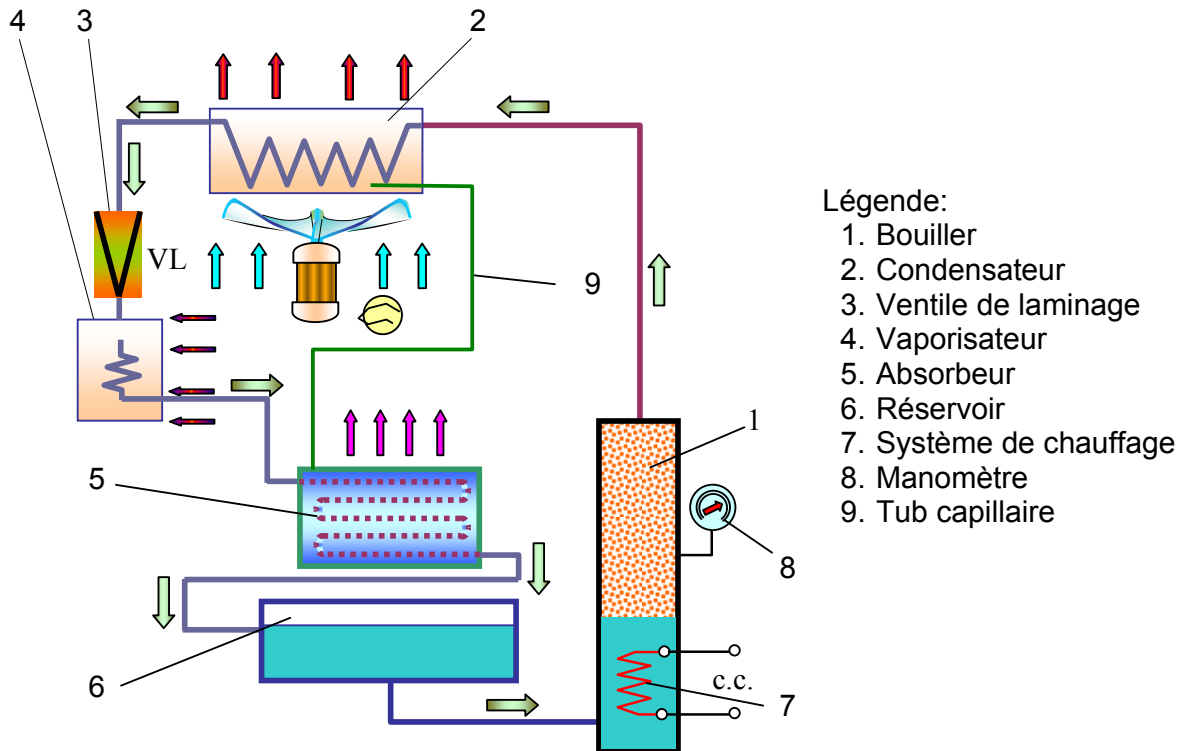 4
3
2
VL
9
1
5
8
6
c.c.
7
Légende:
1. Bouiller
2. Condensateur
3. Ventile de laminage
4. Vaporisateur
5. Absorbeur
6. Réservoir
7. Système de chauffage
8. Manomètre
9. Tub capillaire